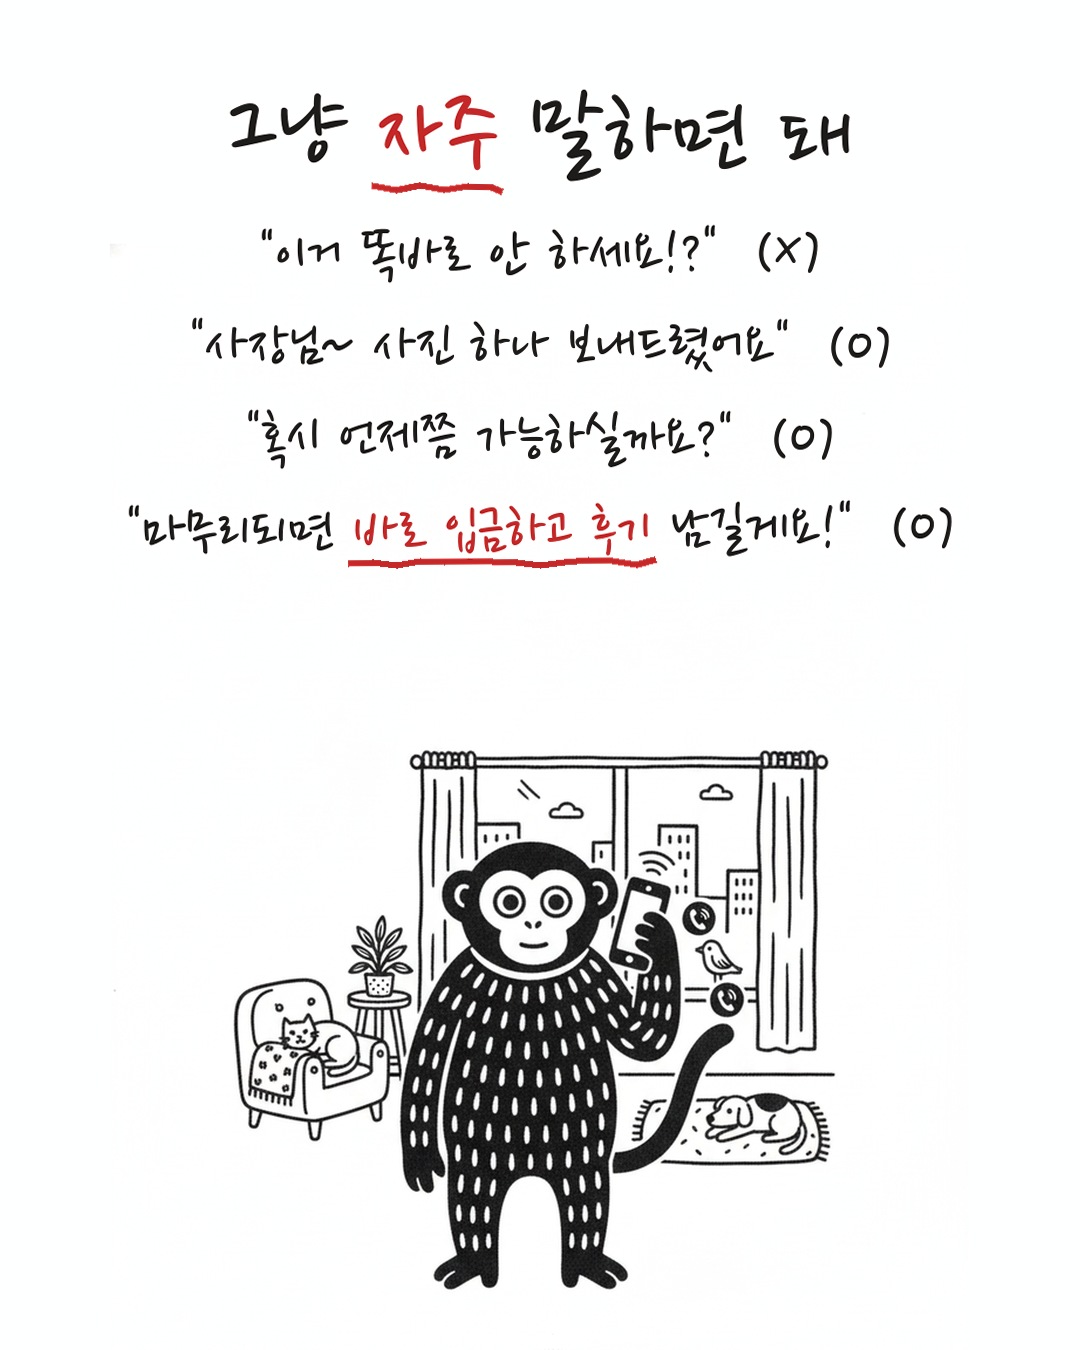 그냥 자주 말하면 돼
"이거 똑바로 안 하세요!?" (X)
"사장님~ 사진 하나 보내드렸어요" (O)
"혹시 언제쯤 가능하실까요?" (O)
"마무리되면 바로 입금하고 후기 남길게요!" (O)